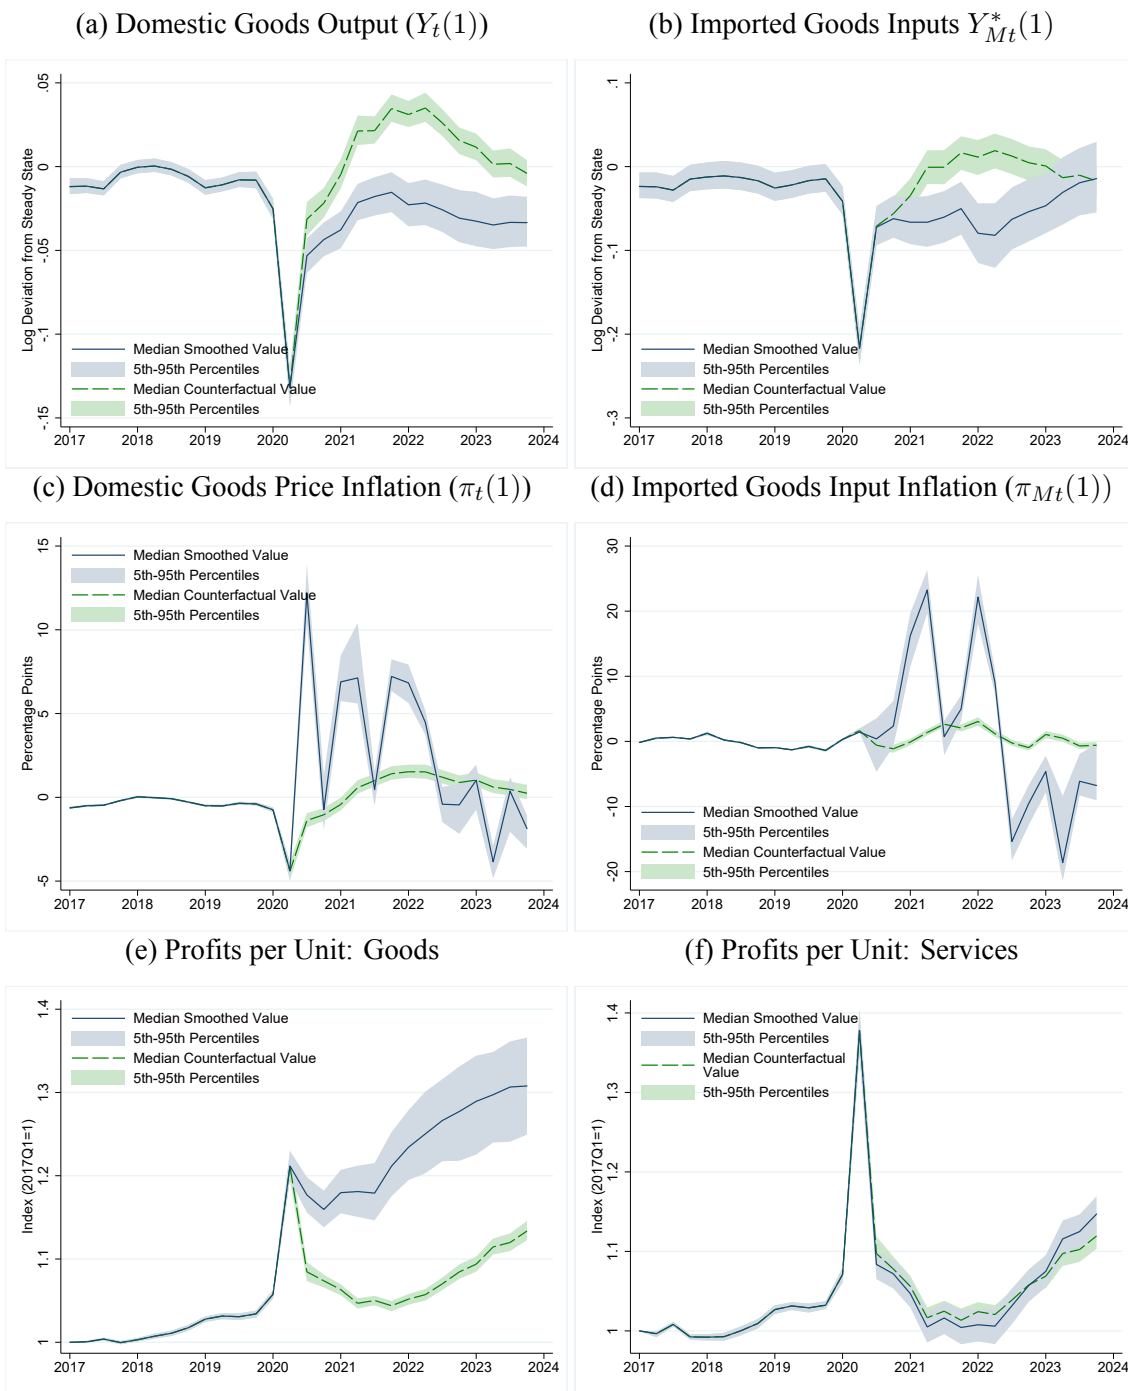 (a) Domestic Goods Output (Y_t(1))
Log Deviation from Steady State
.05
0
-.05
-.1
-.15
Median Smoothed Value
5th-95th Percentiles
Median Counterfactual Value
5th-95th Percentiles
2017 2018 2019 2020 2021 2022 2023 2024
(b) Imported Goods Inputs Y*_{Mt}(1)
Log Deviation from Steady State
.1
0
-.1
-.2
-.3
Median Smoothed Value
5th-95th Percentiles
Median Counterfactual Value
5th-95th Percentiles
2017 2018 2019 2020 2021 2022 2023 2024
(c) Domestic Goods Price Inflation (π_t(1))
Percentage Points
15
10
5
0
-5
Median Smoothed Value
5th-95th Percentiles
Median Counterfactual Value
5th-95th Percentiles
2017 2018 2019 2020 2021 2022 2023 2024
(d) Imported Goods Input Inflation (π_{Mt}(1))
Percentage Points
30
20
10
0
-10
-20
Median Smoothed Value
5th-95th Percentiles
Median Counterfactual Value
5th-95th Percentiles
2017 2018 2019 2020 2021 2022 2023 2024
(e) Profits per Unit: Goods
Index (2017Q1=1)
1.4
1.3
1.2
1.1
1
Median Smoothed Value
5th-95th Percentiles
Median Counterfactual Value
5th-95th Percentiles
2017 2018 2019 2020 2021 2022 2023 2024
(f) Profits per Unit: Services
Index (2017Q1=1)
1.4
1.3
1.2
1.1
1
Median Smoothed Value
5th-95th Percentiles
Median Counterfactual
Value
5th-95th Percentiles
2017 2018 2019 2020 2021 2022 2023 2024